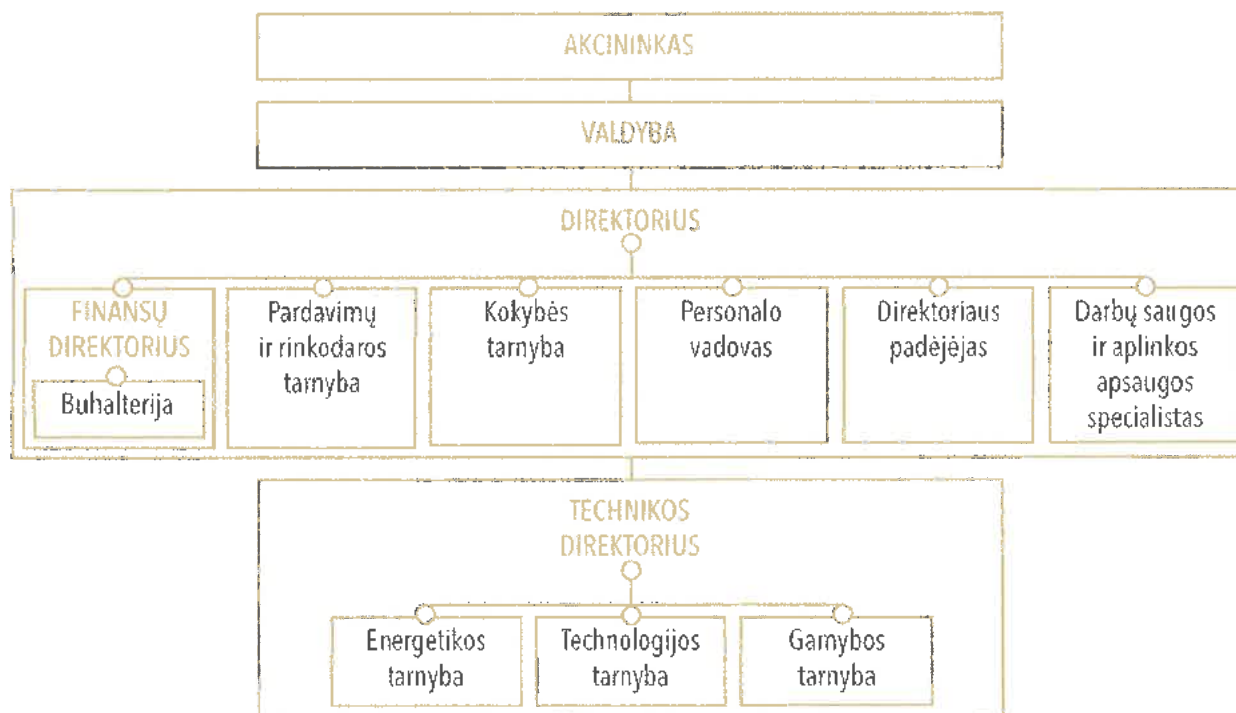 AKCININKAS
VALDYBA
DIREKTORIUS
FINANSŲ
DIREKTORIUS
Buhalterija
Pardavimų
ir rinkodaros
tarnyba
Kokybės
tarnyba
Personalo
vadovas
Direktoriaus
padėjėjas
Darbų saugos
ir aplinkos
apsaugos
specialistas
TECHNIKOS
DIREKTORIUS
Energetikos
tarnyba
Technologijos
tarnyba
Gamybos
tarnyba